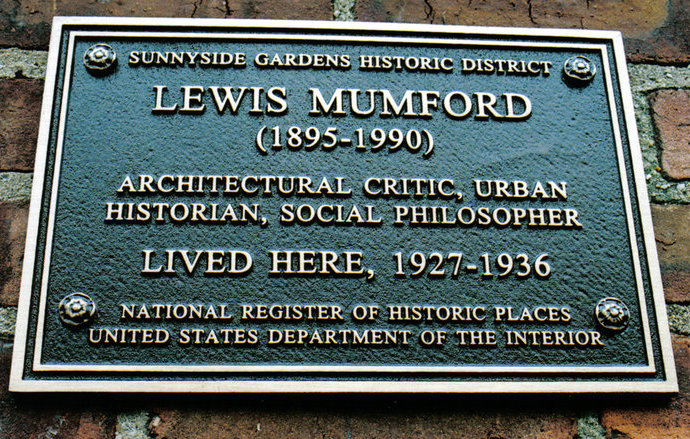 SUNNYSIDE GARDENS HISTORIC DISTRICT
LEWIS MUMFORD
(1895-1990)
ARCHITECTURAL CRITIC, URBAN
HISTORIAN, SOCIAL PHILOSOPHER
LIVED HERE, 1927-1936
NATIONAL REGISTER OF HISTORIC PLACES
UNITED STATES DEPARTMENT OF THE INTERIOR